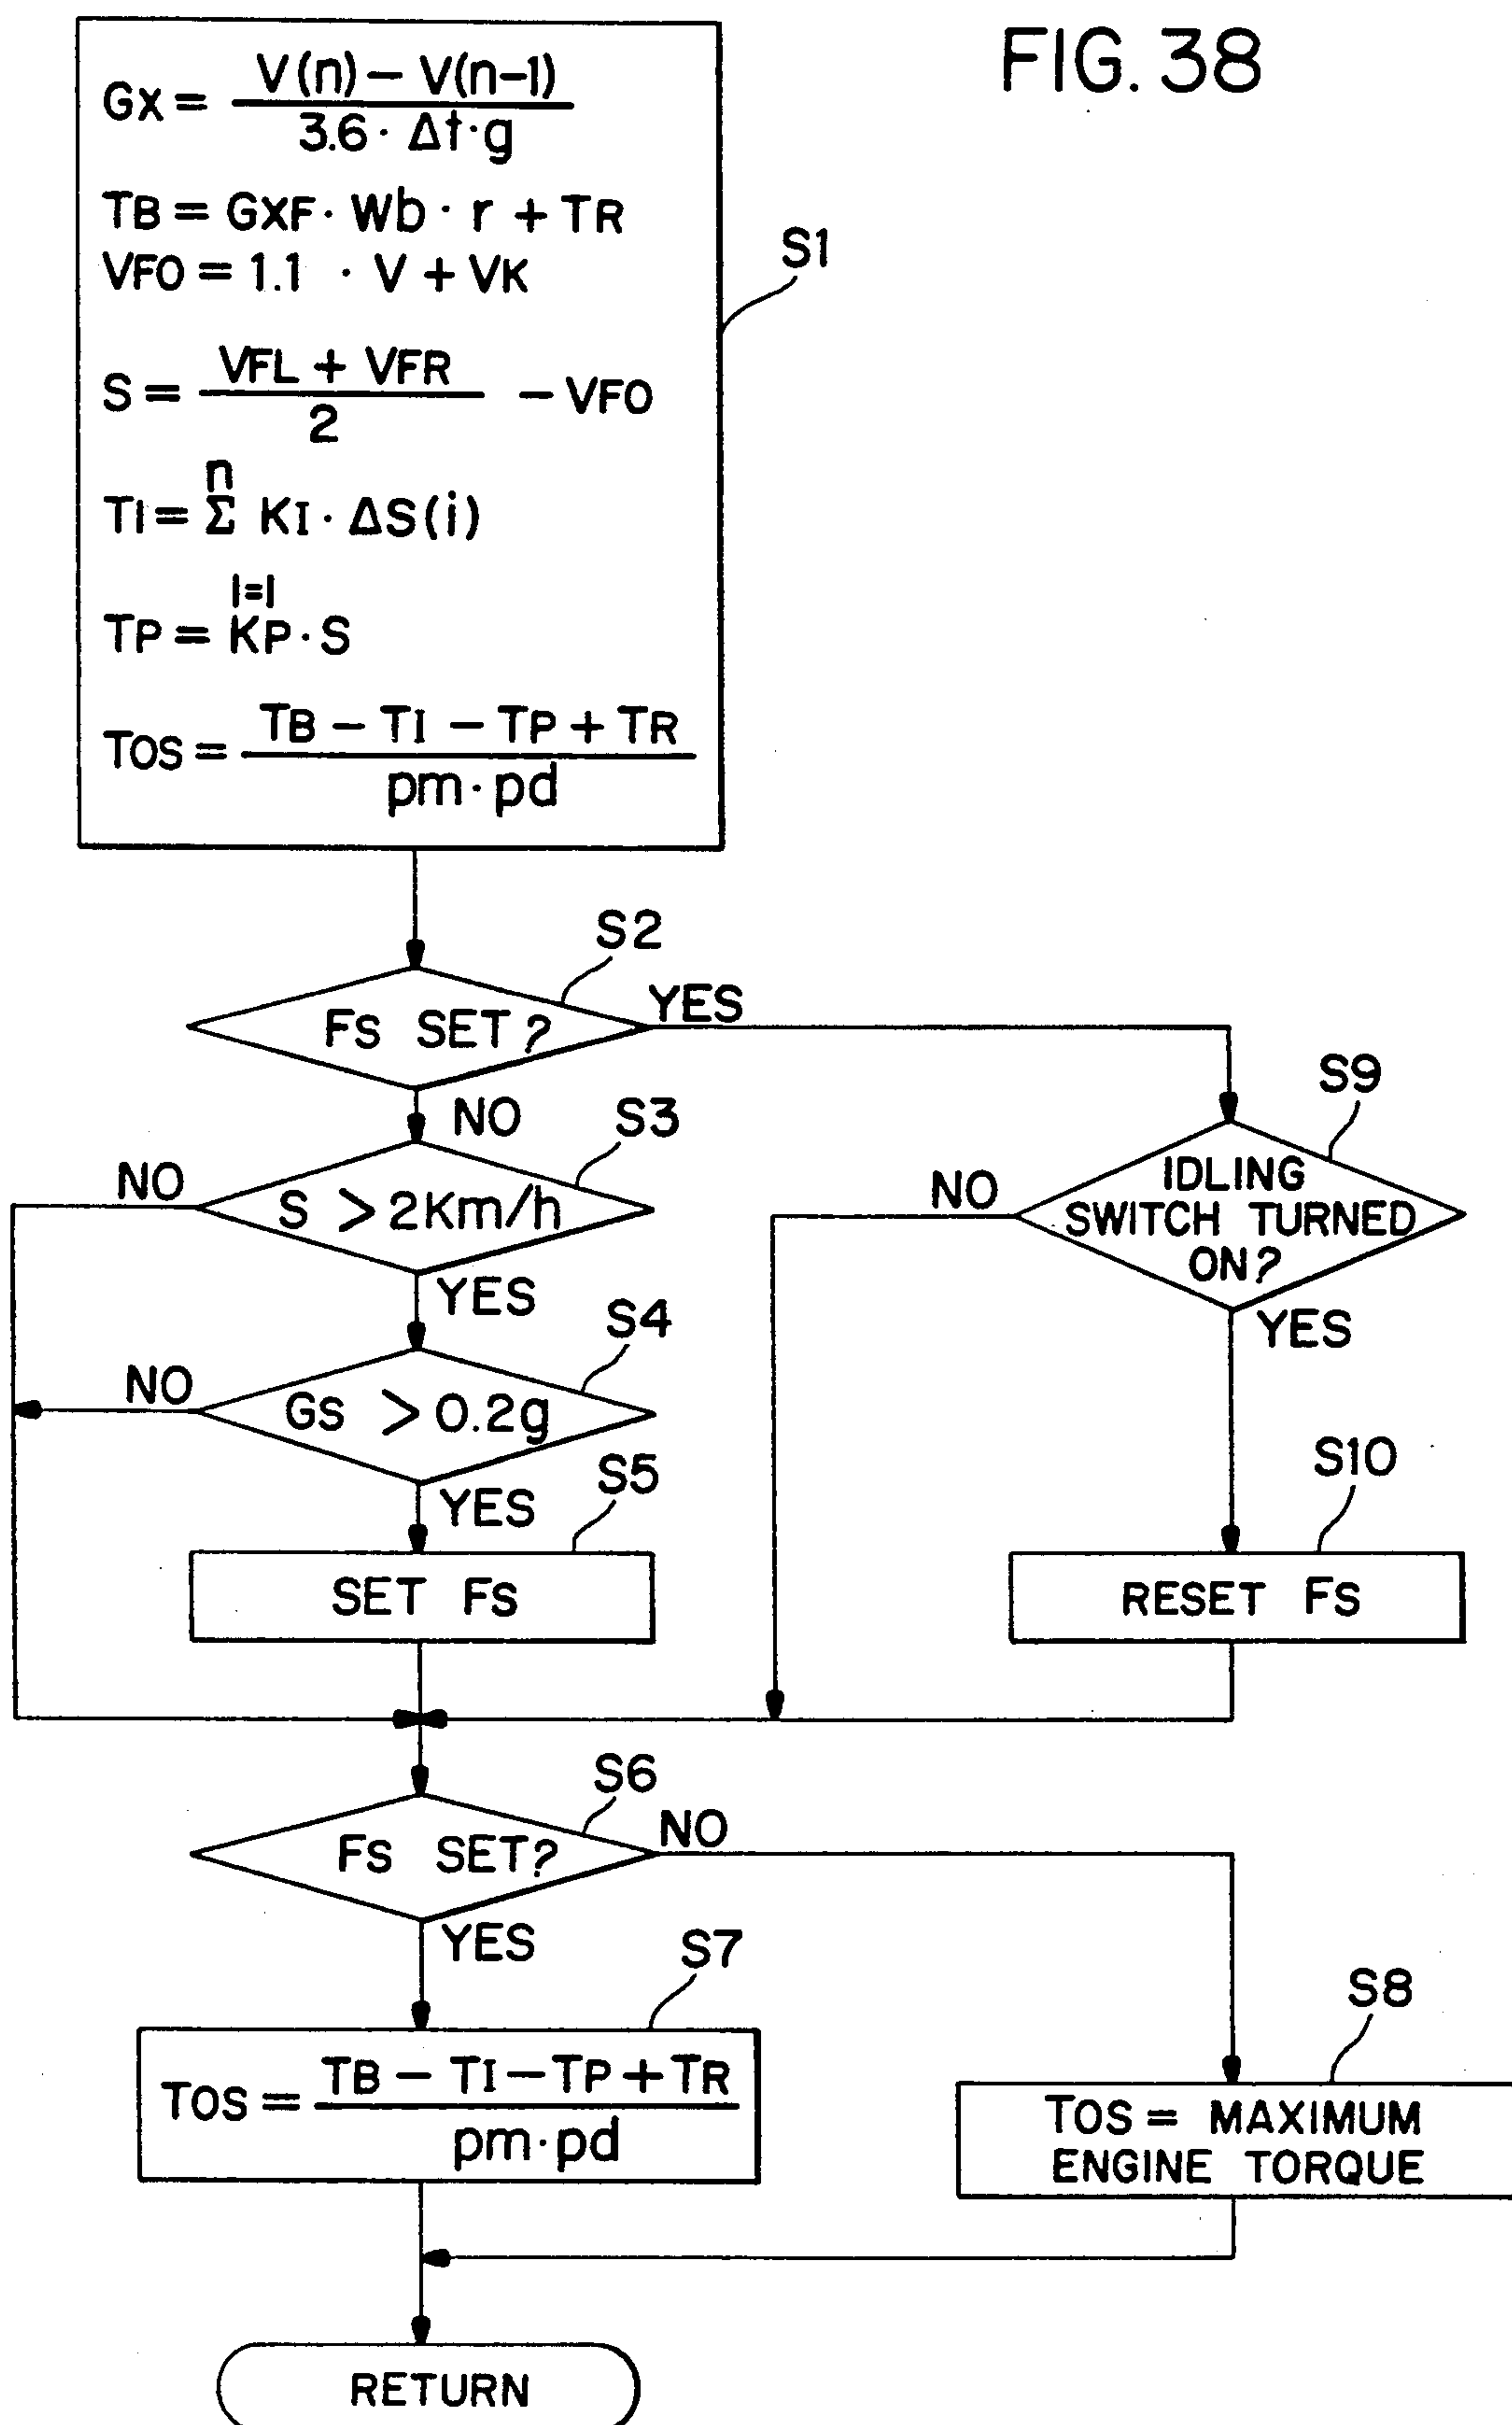 FIG. 38
GX = V(n) – V(n-1)
3.6 · Δt · g
TB = GXF · Wb · r + TR
VFO = 1.1 · V + VK
S1
S = VFL + VFR – VFO
2
n
TI = Σ KI · ΔS(i)
I=I
TP = KP · S
TOS = TB – TI – TP + TR
pm · pd
S2
FS SET?
YES
NO
S9
S3
NO
S > 2Km/h
NO
IDLING
SWITCH TURNED
ON?
YES
YES
S4
NO
GS > 0.2g
S10
S5
YES
SET FS
RESET FS
S6
NO
FS SET?
YES
S7
S8
TOS = TB – TI – TP + TR
pm · pd
TOS = MAXIMUM
ENGINE TORQUE
RETURN